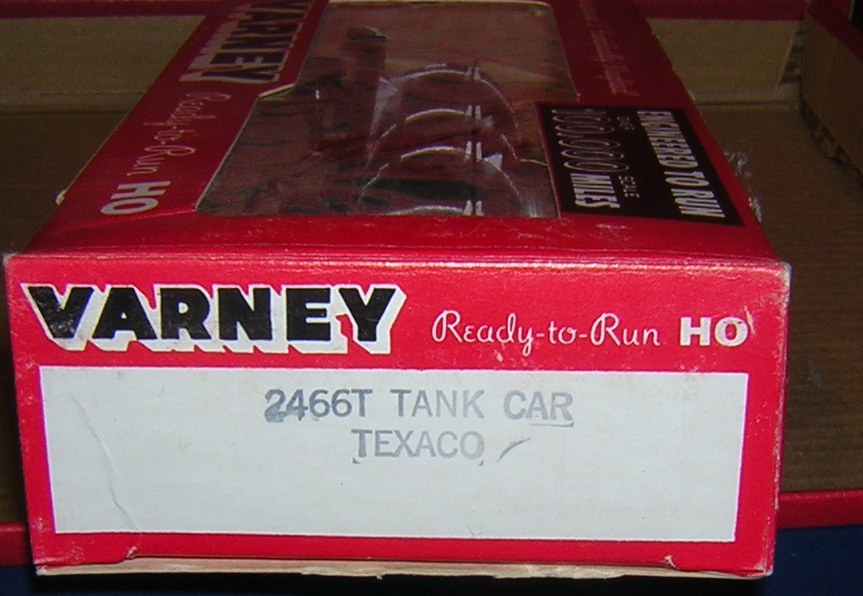 VARNEY
Ready-to-Run HO
ENGINEERED TO RUN
SCALE MILES
VARNEY Ready-to-Run HO
2466T TANK CAR
TEXACO